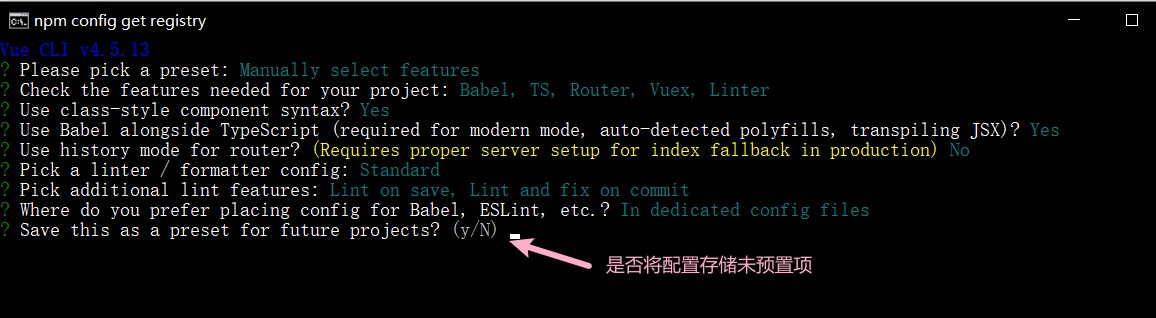 npm config get registry
Vue CLI v4.5.13
? Please pick a preset: Manually select features
? Check the features needed for your project: Babel, TS, Router, Vuex, Linter
? Use class-style component syntax? Yes
? Use Babel alongside TypeScript (required for modern mode, auto-detected polyfills, transpiling JSX)? Yes
? Use history mode for router? (Requires proper server setup for index fallback in production) No
? Pick a linter / formatter config: Standard
? Pick additional lint features: Lint on save, Lint and fix on commit
? Where do you prefer placing config for Babel, ESLint, etc.? In dedicated config files
? Save this as a preset for future projects? (y/N)
是否将配置存储未预置项